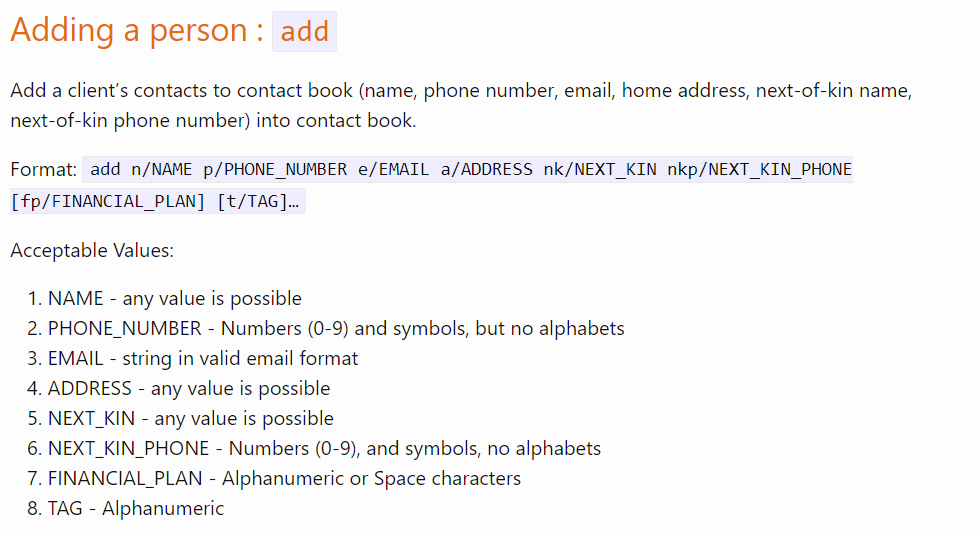 Adding a person : add
Add a client’s contacts to contact book (name, phone number, email, home address, next-of-kin name,
next-of-kin phone number) into contact book.
Format: add n/NAME p/PHONE_NUMBER e/EMAIL a/ADDRESS nk/NEXT_KIN nkp/NEXT_KIN_PHONE
[fp/FINANCIAL_PLAN] [t/TAG]…
Acceptable Values:
1. NAME - any value is possible
2. PHONE_NUMBER - Numbers (0-9) and symbols, but no alphabets
3. EMAIL - string in valid email format
4. ADDRESS - any value is possible
5. NEXT_KIN - any value is possible
6. NEXT_KIN_PHONE - Numbers (0-9), and symbols, no alphabets
7. FINANCIAL_PLAN - Alphanumeric or Space characters
8. TAG - Alphanumeric